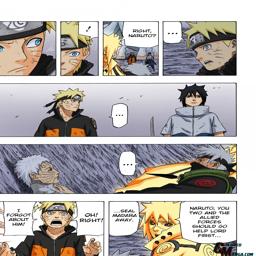 ...
RIGHT,
NARUTO?
...
...
...
NARUTO, YOU
TWO AND THE
ALLIED
FORCES
SHOULD
GO HELP
LORD
FIRST...
...SEAL
MADARA
AWAY.
OH!
RIGHT!
I
FORGOT
ABOUT
HIM!